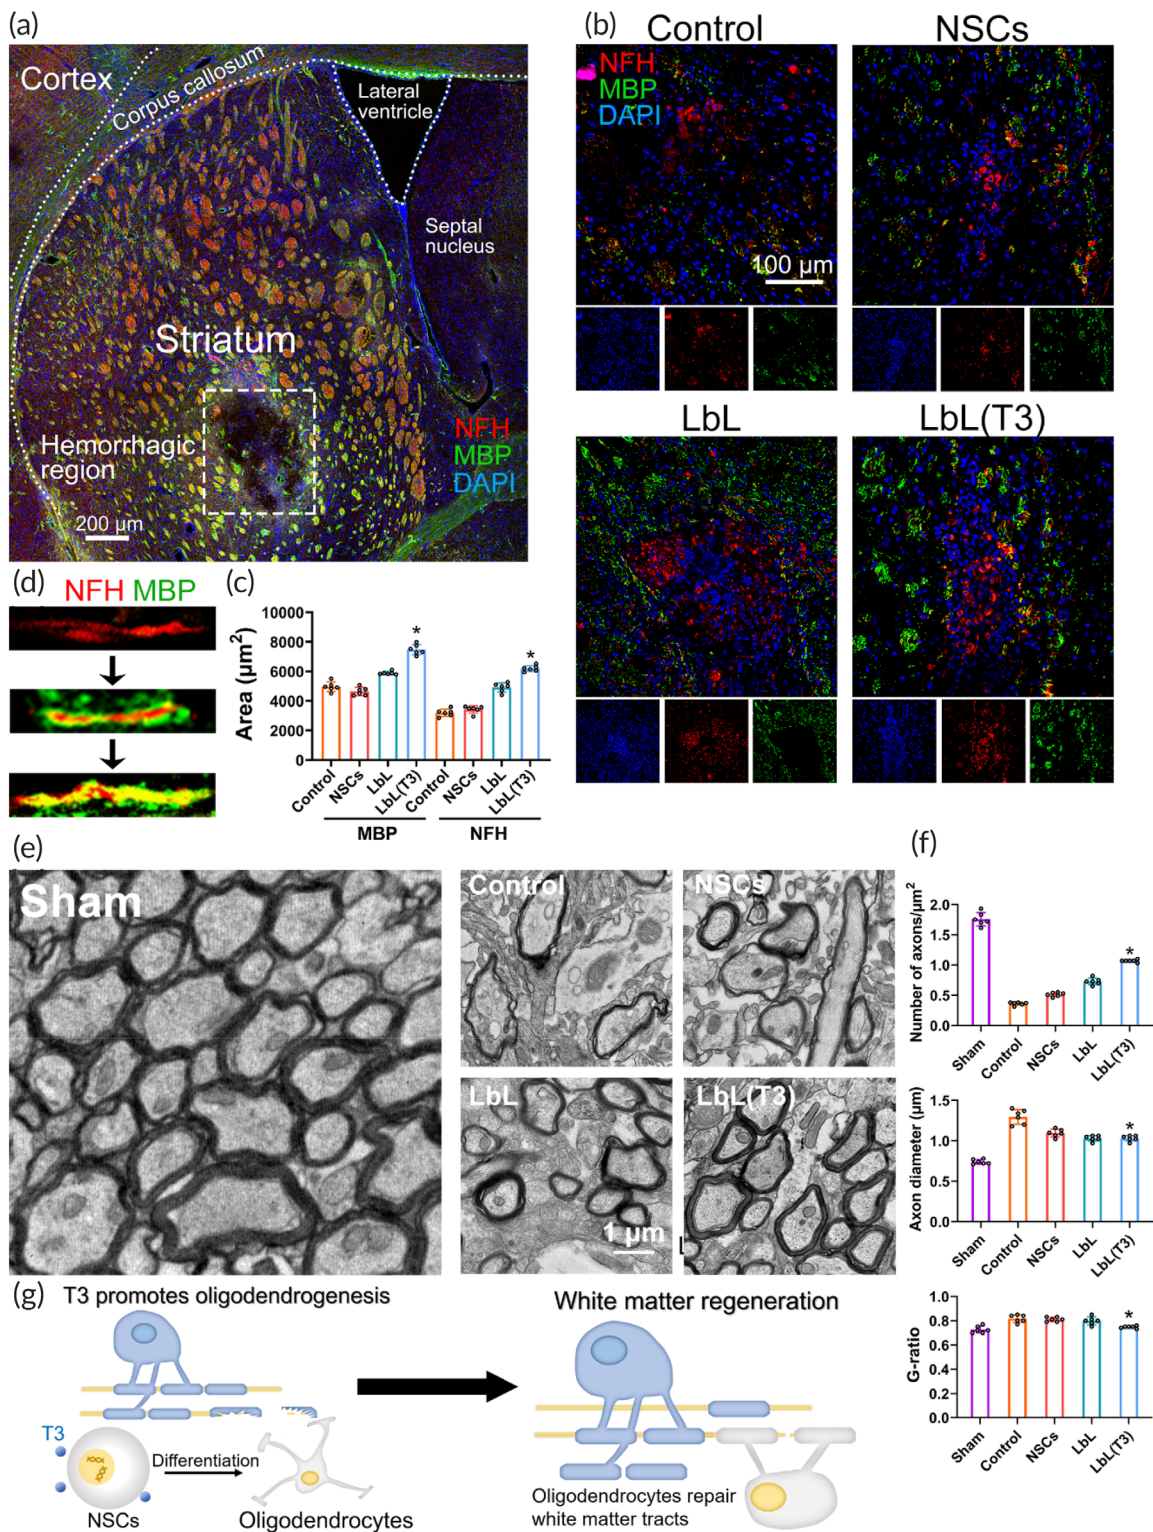 (a)
Cortex
Corpus callosum
Lateral
ventricle
Septal
nucleus
Striatum
Hemorrhagic
region
NFH
MBP
DAPI
200 µm
(b)
Control
NSCs
NFH
MBP
DAPI
100 µm
LbL
LbL(T3)
(d)
NFH MBP
(c)
Area (µm²)
10000
8000
6000
4000
2000
0
*
*
Control
NSCs
LbL
LbL(T3)
Control
NSCs
LbL
LbL(T3)
MBP
NFH
(e)
Sham
Control
NSCs
LbL
LbL(T3)
1 µm
L
(f)
Number of axons/µm²
2.0
1.5
1.0
0.5
0.0
*
Sham
Control
NSCs
LbL
LbL(T3)
Axon diameter (µm)
1.5
1.0
0.5
0.0
*
Sham
Control
NSCs
LbL
LbL(T3)
G-ratio
1.0
0.8
0.6
0.4
0.2
0.0
*
Sham
Control
NSCs
LbL
LbL(T3)
(g)
T3 promotes oligodendrogenesis
White matter regeneration
T3
Differentiation
NSCs
Oligodendrocytes
Oligodendrocytes repair
white matter tracts